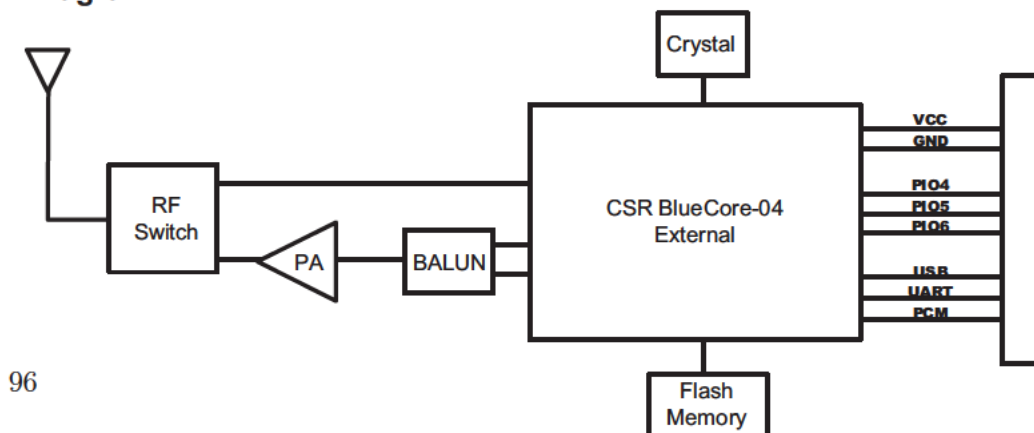 Crystal
VCC
GND
PIO4
PIO5
PIO6
USB
UART
PCM
CSR BlueCore-04
External
RF
Switch
PA
BALUN
Flash
Memory
96